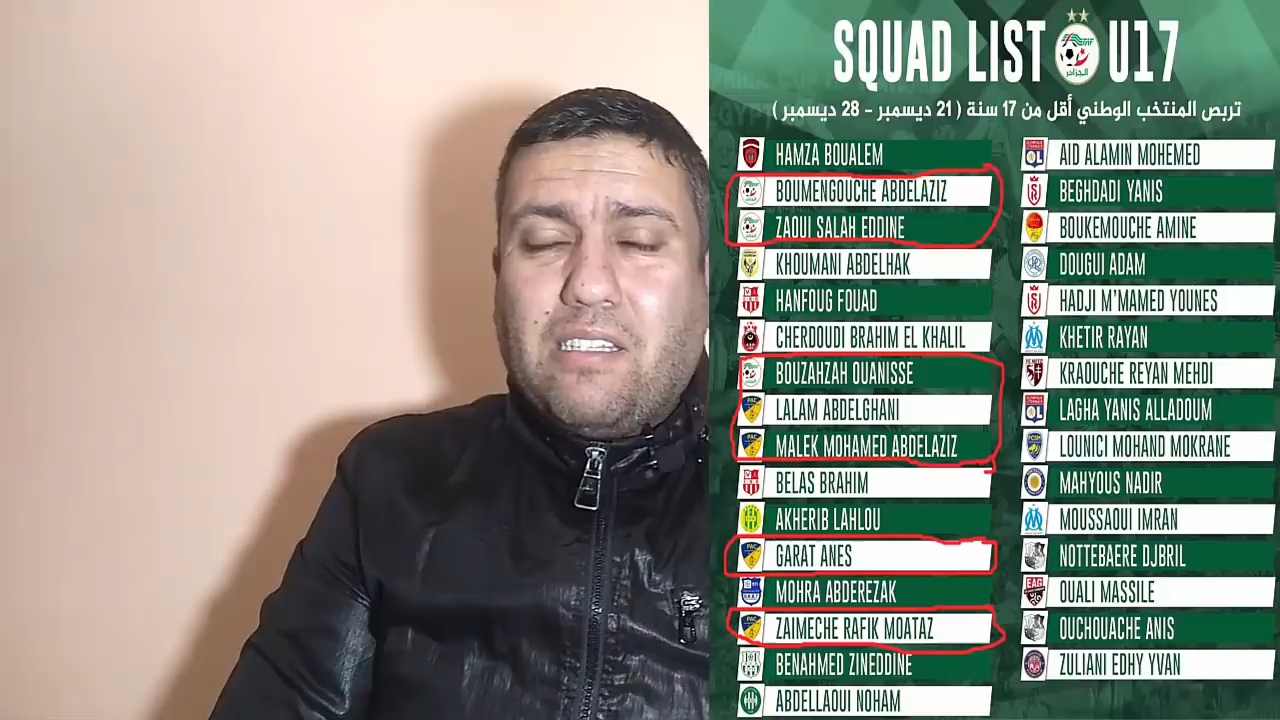 SQUAD LIST U17
تربص المنتخب الوطني أقل من 17 سنة ( 21 ديسمبر - 28 ديسمبر )
HAMZA BOUALEM
BOUMENGOUCHE ABDELAZIZ
ZAOUI SALAH EDDINE
KHOUMANI ABDELHAK
HANFOUG FOUAD
CHERDOUDI BRAHIM EL KHALIL
BOUZAHZAH OUANISSE
LALAM ABDELGHANI
MALEK MOHAMED ABDELAZIZ
BELAS BRAHIM
AKHERIB LAHLOU
GARAT ANES
MOHRA ABDEREZAK
ZAIMECHE RAFIK MOATAZ
BENAHMED ZINEDDINE
ABDELLAOUI NOHAM
AID ALAMIN MOHEMED
BEGHDADI YANIS
BOUKEMOUCHE AMINE
DOUGUI ADAM
HADJI M'MAMED YOUNES
KHETIR RAYAN
KRAOUCHE REYAN MEHDI
LAGHA YANIS ALLADOUM
LOUNICI MOHAND MOKRANE
MAHYOUS NADIR
MOUSSAOUI IMRAN
NOTTEBAERE DJBRIL
OUALI MASSILE
OUCHOUACHE ANIS
ZULIANI EDHY YVAN